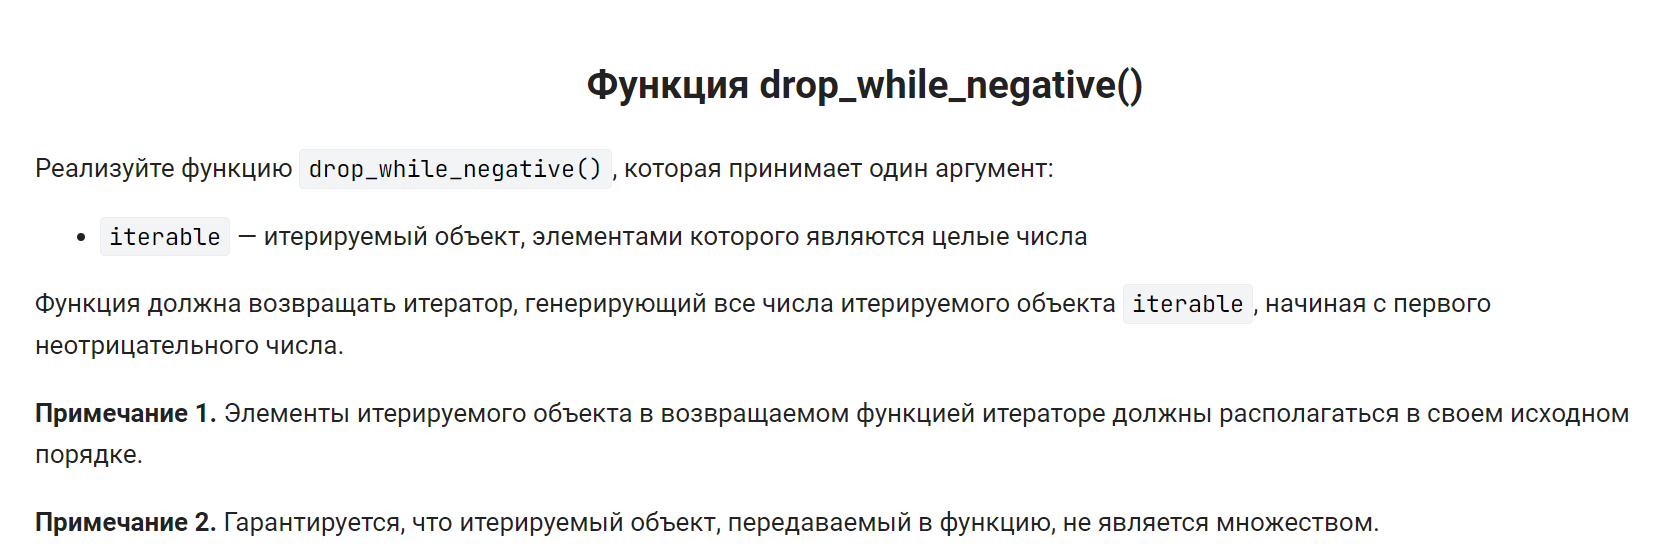 Функция drop_while_negative()
Реализуйте функцию drop_while_negative(), которая принимает один аргумент:
• iterable — итерируемый объект, элементами которого являются целые числа
Функция должна возвращать итератор, генерирующий все числа итерируемого объекта iterable, начиная с первого
неотрицательного числа.
Примечание 1. Элементы итерируемого объекта в возвращаемом функцией итераторе должны располагаться в своем исходном
порядке.
Примечание 2. Гарантируется, что итерируемый объект, передаваемый в функцию, не является множеством.